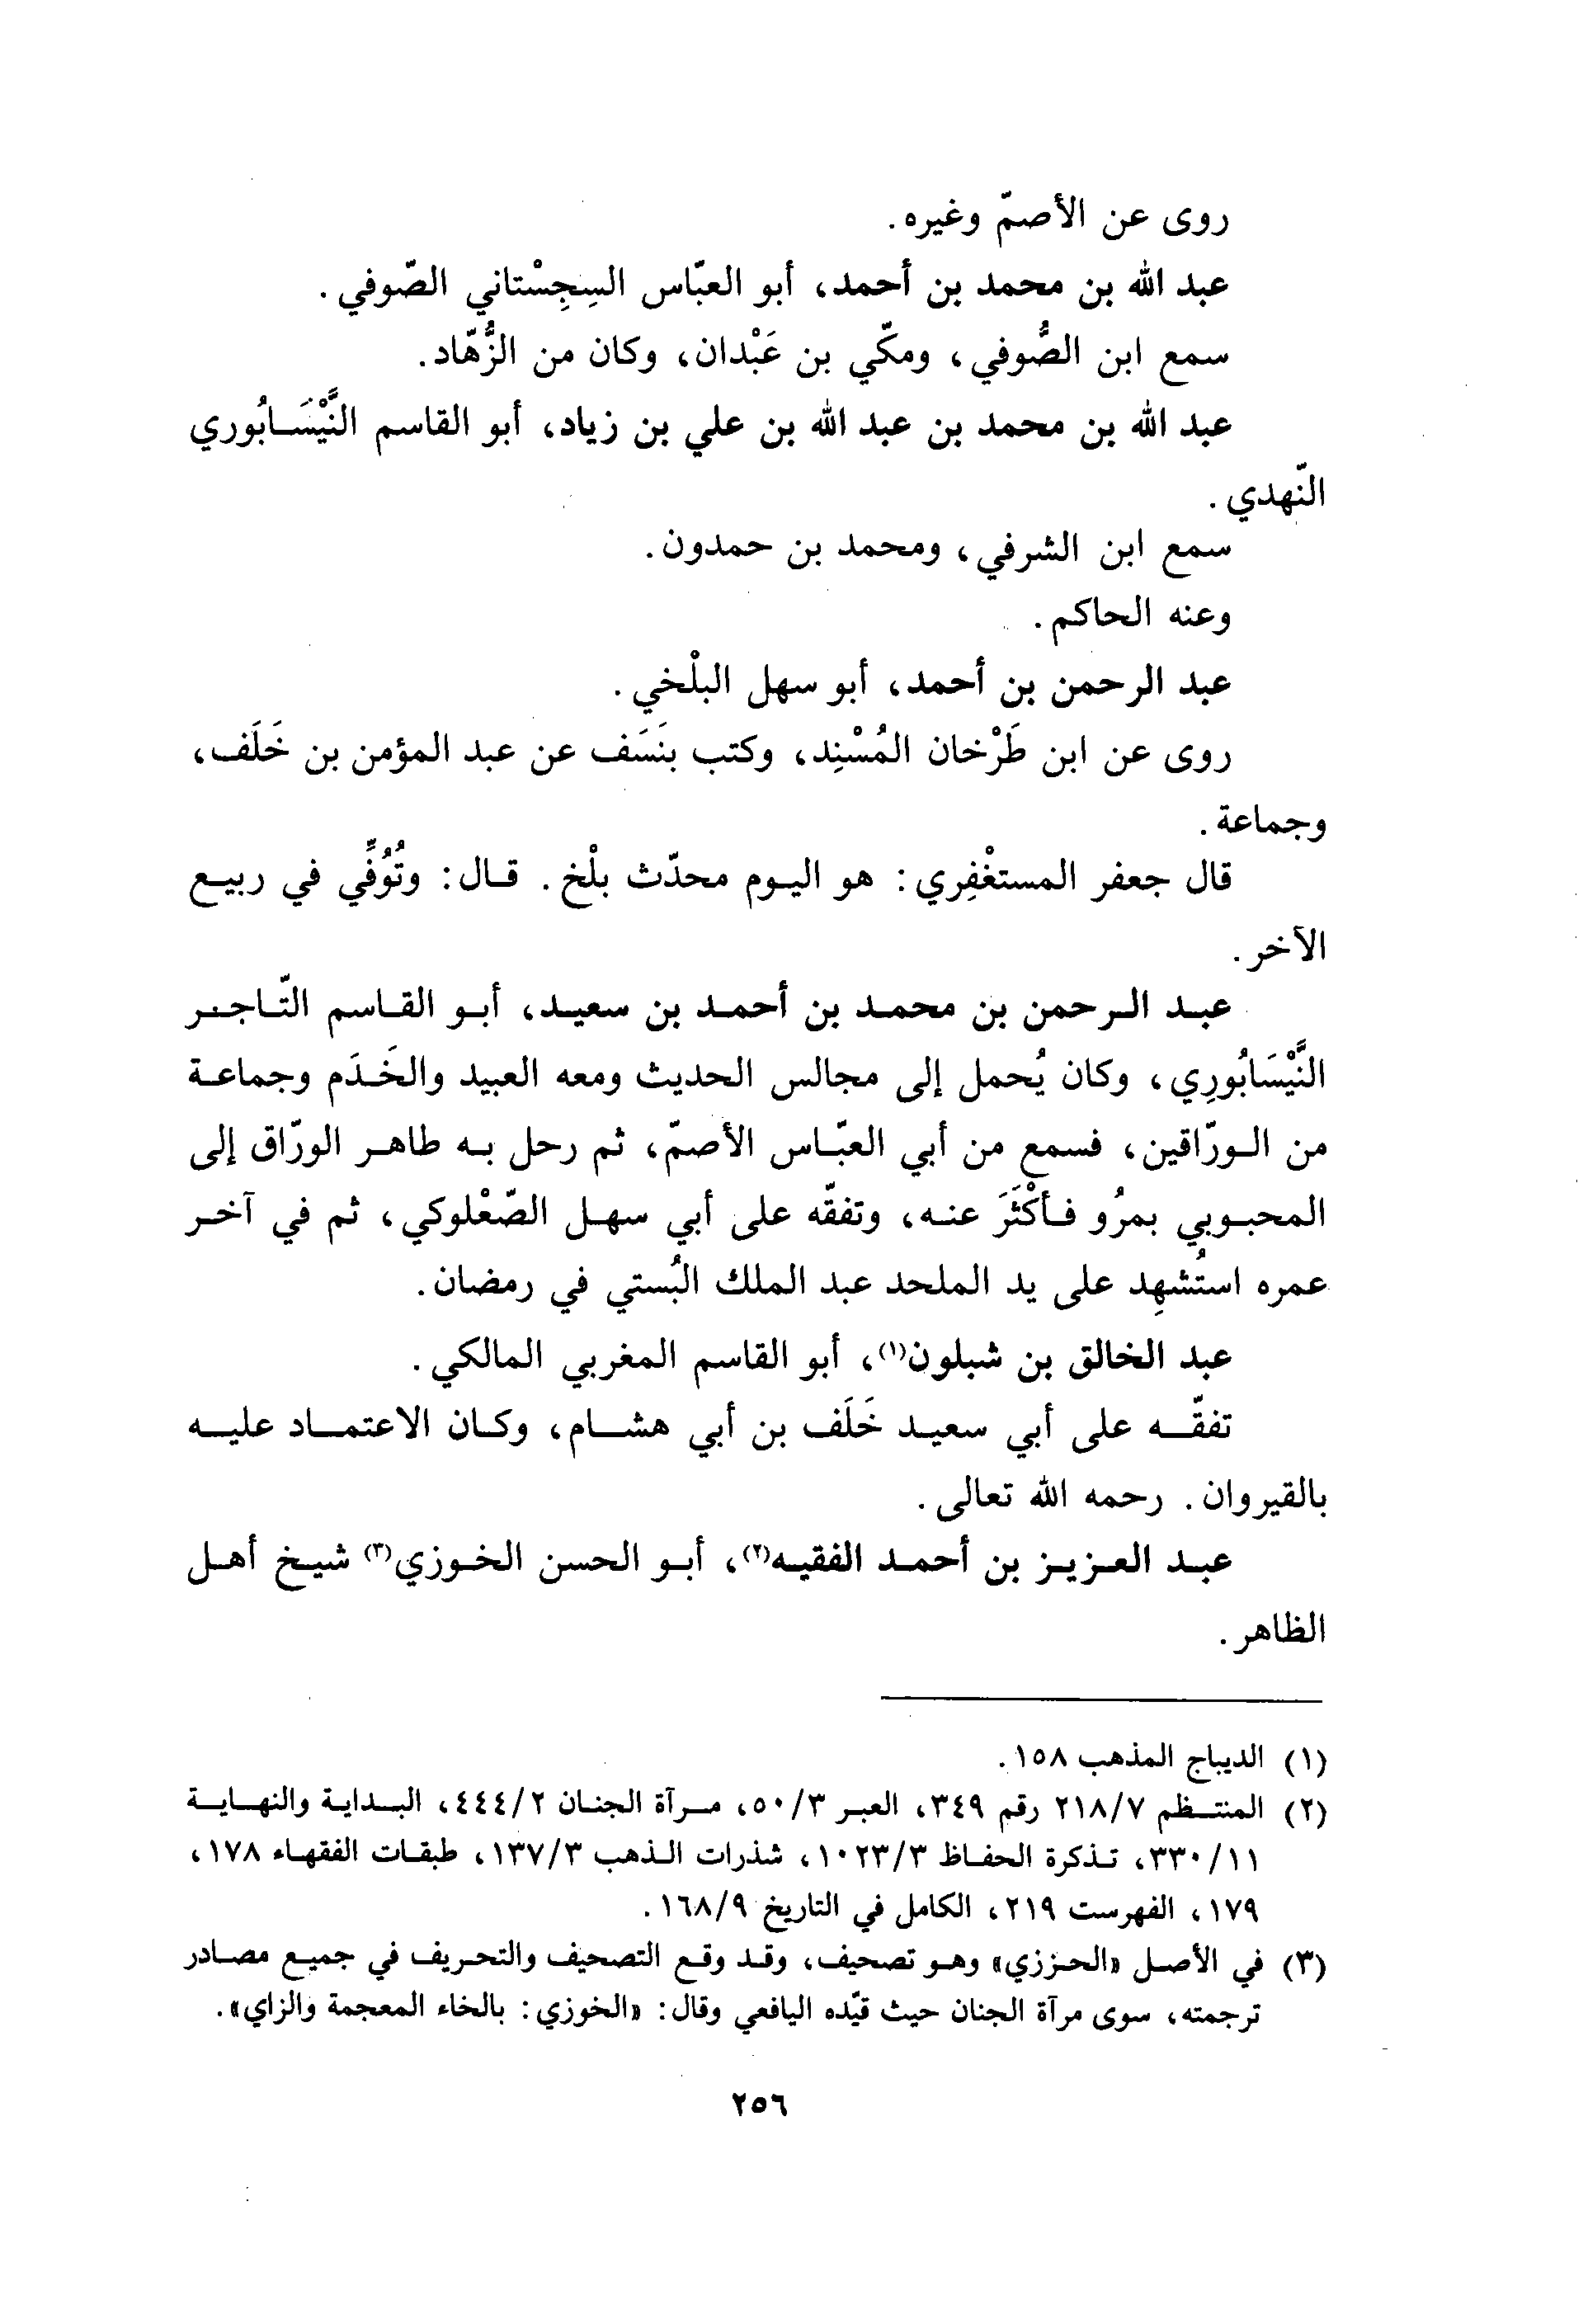 روى عن الأصمّ وغيره.
عبد الله بن محمد بن أحمد، أبو العبّاس السِجِسْتاني الصّوفي.
سمع ابن الصُّوفي، ومكّي بن عَبْدان، وكان من الزُّهّاد.
عبد الله بن محمد بن عبد الله بن علي بن زياد، أبو القاسم النَّيْسَابُوري
النّهدي.
سمع ابن الشرفي، ومحمد بن حمدون.
وعنه الحاكم.
عبد الرحمن بن أحمد، أبو سهل البلْخي.
روى عن ابن طَرْخان المُسْنِد، وكتب بنَسَف عن عبد المؤمن بن خَلَف،
وجماعة.
قال جعفر المستغْفِري: هو اليوم محدّث بلْخ. قال: وتُوُفِّي في ربيع
الآخر.
عبد الرحمن بن محمد بن أحمد بن سعيد، أبو القاسم التّاجر
النَّيْسَابُورِي، وكان يُحمل إلى مجالس الحديث ومعه العبيد والخَدَم وجماعة
من الورّاقين، فسمع من أبي العبّاس الأصمّ، ثم رحل به طاهر الورّاق إلى
المحبوبي بمرُو فأكْثَرَ عنه، وتفقّه على أبي سهل الصّعْلوكي، ثم في آخر
عمره استُشهِد على يد الملحد عبد الملك البُستي في رمضان.
عبد الخالق بن شبلون(١)، أبو القاسم المغربي المالكي.
تفقّه على أبي سعيد خَلَف بن أبي هشام، وكان الاعتماد عليه
بالقيروان. رحمه الله تعالى.
عبد العزيز بن أحمد الفقيه(٢)، أبو الحسن الخوزي(٣) شيخ أهل
الظاهر.
(١) الديباج المذهب ١٥٨.
(٢) المنتظم ٢١٨/٧ رقم ٣٤٩، العبر ٥٠/٣، مرآة الجنان ٤٤٤/٢، البداية والنهاية
٣٣٠/١١، تذكرة الحفاظ ١٠٢٣/٣، شذرات الذهب ١٣٧/٣، طبقات الفقهاء ١٧٨،
١٧٩، الفهرست ٢١٩، الكامل في التاريخ ١٦٨/٩.
(٣) في الأصل «الحززي» وهو تصحيف، وقد وقع التصحيف والتحريف في جميع مصادر
ترجمته، سوى مرآة الجنان حيث قيّده اليافعي وقال: «الخوزي: بالخاء المعجمة والزاي».
٢٥٦